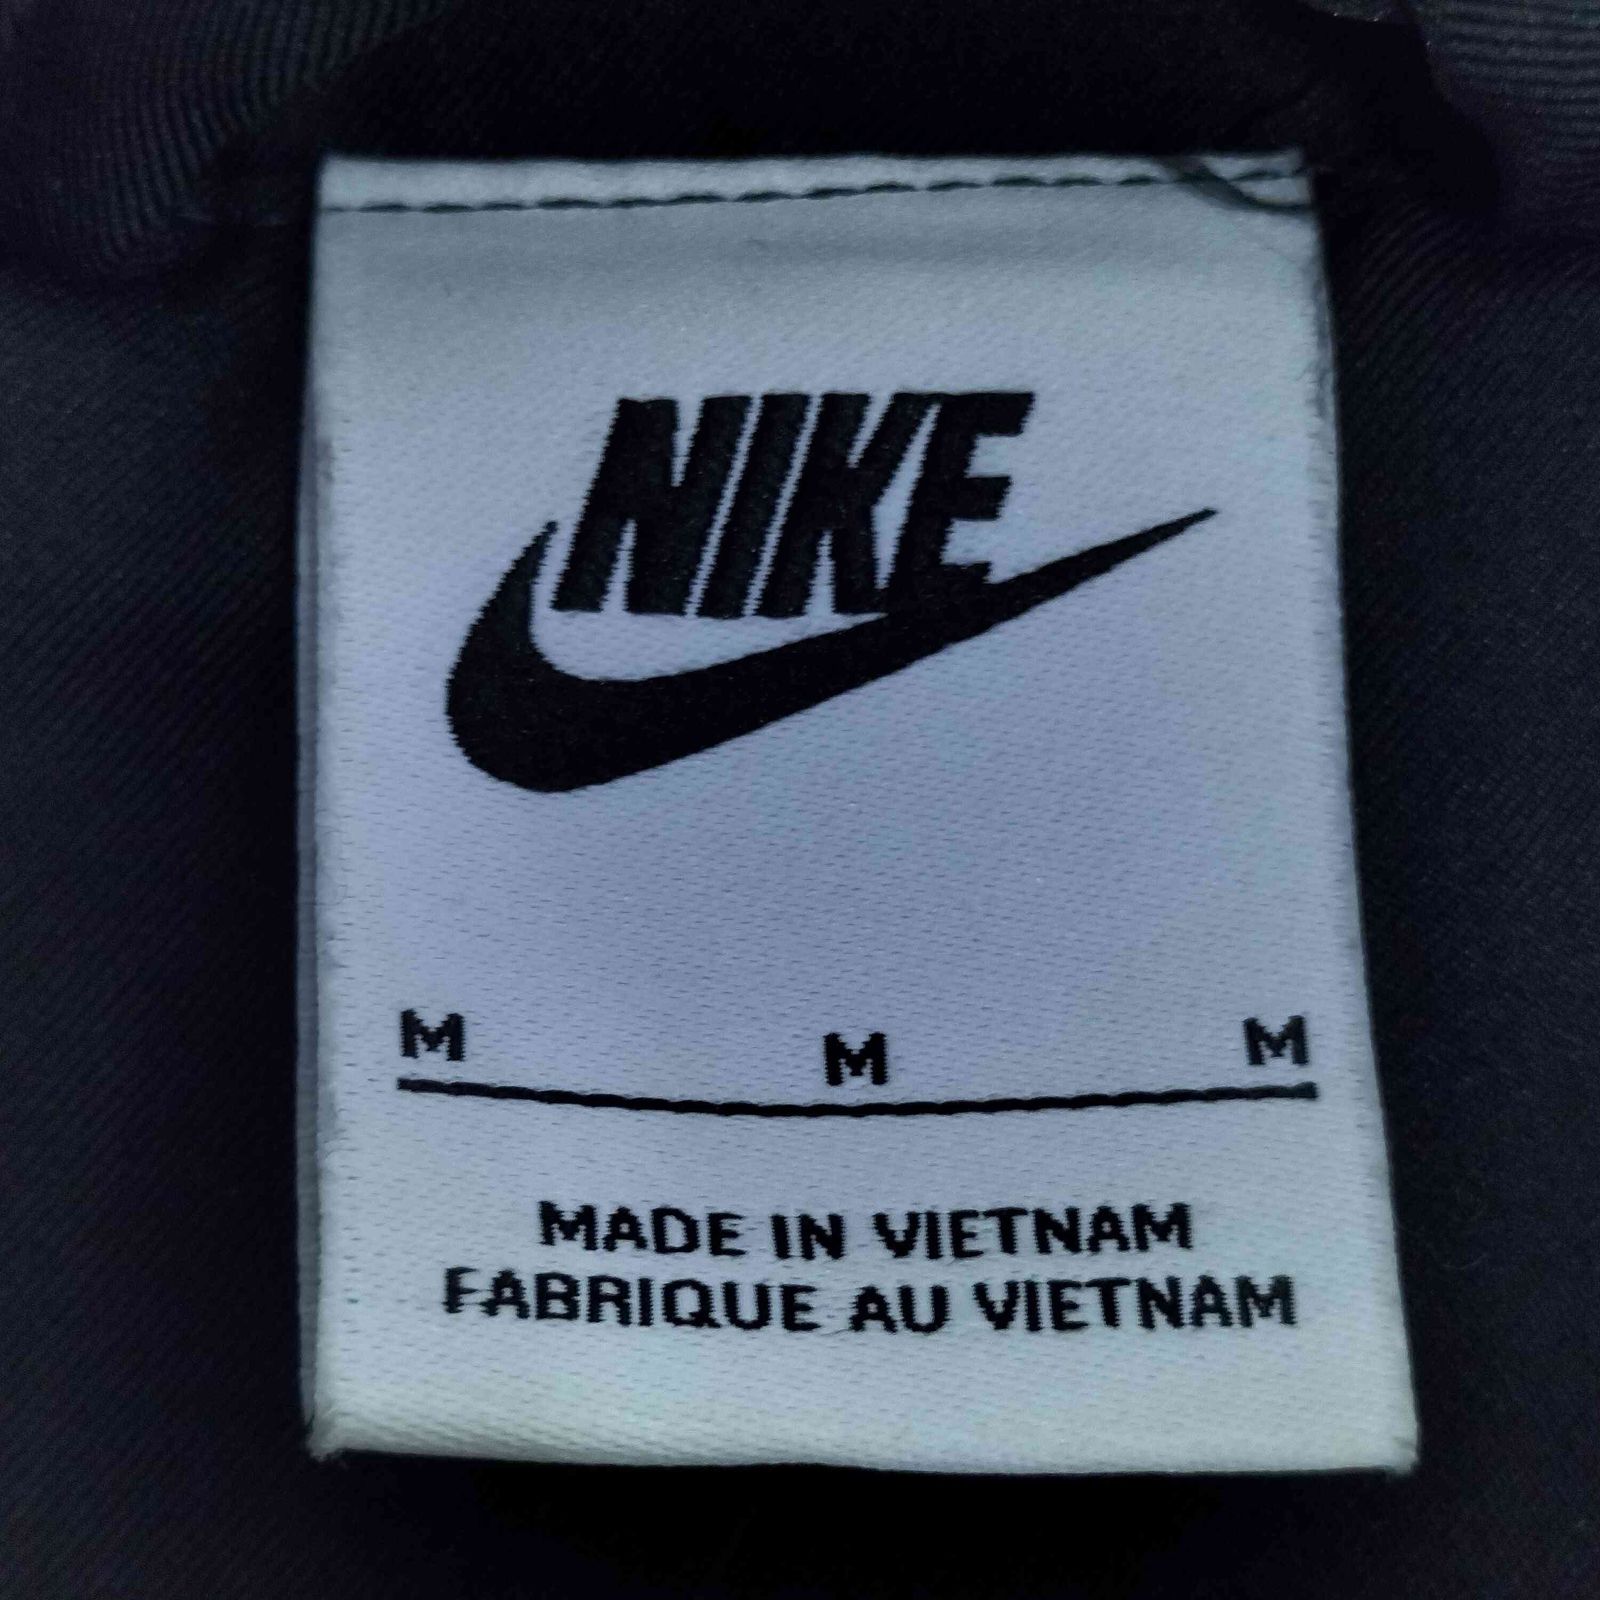 NIKE
M M M
MADE IN VIETNAM
FABRIQUE AU VIETNAM